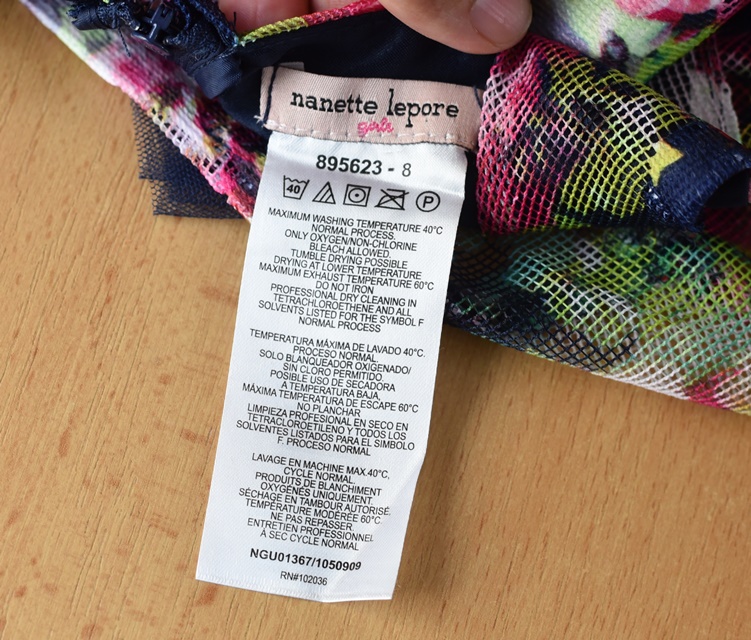 nanette lepore
girls
895623 - 8
40 P
MAXIMUM WASHING TEMPERATURE 40°C
NORMAL PROCESS.
ONLY OXYGEN/NON-CHLORINE
BLEACH ALLOWED.
TUMBLE DRYING POSSIBLE
DRYING AT LOWER TEMPERATURE
MAXIMUM EXHAUST TEMPERATURE 60°C
DO NOT IRON
PROFESSIONAL DRY CLEANING IN
TETRACHLOROETHENE AND ALL
SOLVENTS LISTED FOR THE SYMBOL F
NORMAL PROCESS
TEMPERATURA MÁXIMA DE LAVADO 40°C.
PROCESO NORMAL.
SOLO BLANQUEADOR OXIGENADO/
SIN CLORO PERMITIDO.
POSIBLE USO DE SECADORA
A TEMPERATURA BAJA,
MÁXIMA TEMPERATURA DE ESCAPE 60°C
NO PLANCHAR
LIMPIEZA PROFESIONAL EN SECO EN
TETRACLOROETILENO Y TODOS LOS
SOLVENTES LISTADOS PARA EL SIMBOLO
F. PROCESO NORMAL
LAVAGE EN MACHINE MAX.40°C,
CYCLE NORMAL.
PRODUITS DE BLANCHIMENT
OXYGÉNÉS UNIQUEMENT.
SÉCHAGE EN TAMBOUR AUTORISÉ.
TEMPÉRATURE MODÉRÉE 60°C.
NE PAS REPASSER.
ENTRETIEN PROFESSIONNEL
À SEC CYCLE NORMAL
NGU01367/1050909
RN#102036